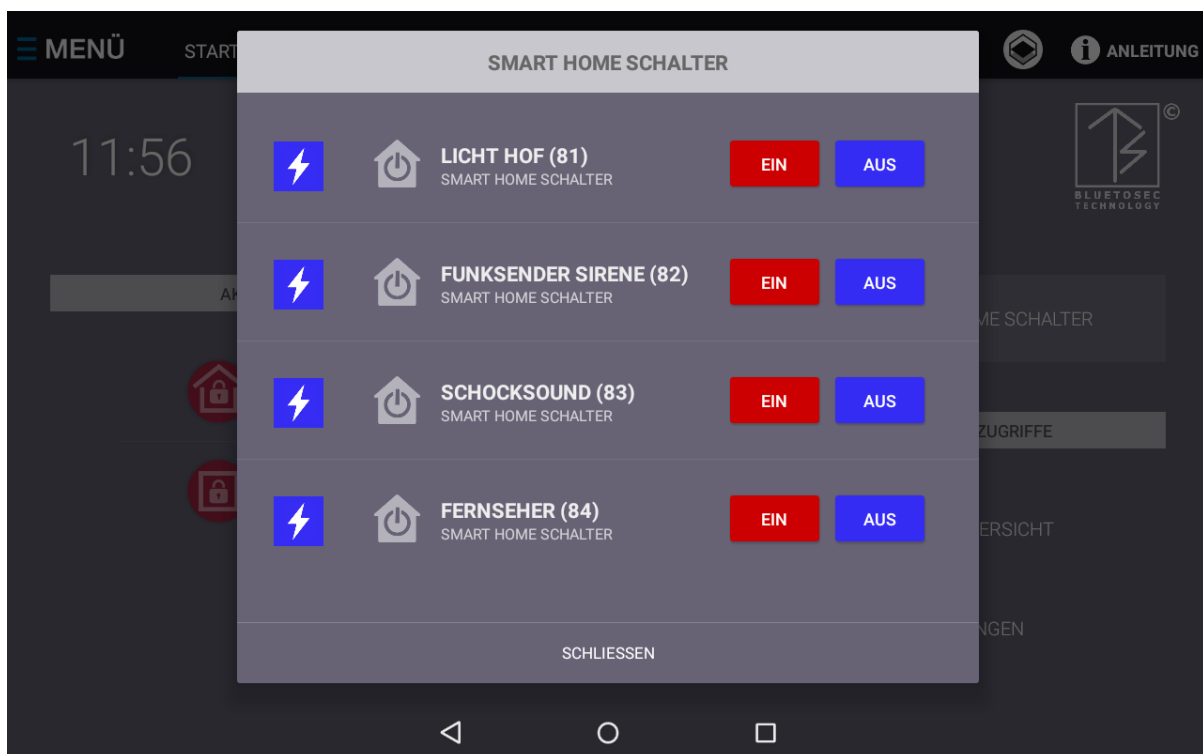 MENÜ
START
ANLEITUNG
SMART HOME SCHALTER
11:56
©
BLUETOSEC
TECHNOLOGY
LICHT HOF (81)
SMART HOME SCHALTER
EIN
AUS
FUNKSENDER SIRENE (82)
SMART HOME SCHALTER
EIN
AUS
AK
ME SCHALTER
SCHOCKSOUND (83)
SMART HOME SCHALTER
EIN
AUS
ZUGRIFFE
FERNSEHER (84)
SMART HOME SCHALTER
EIN
AUS
ERSICHT
NGEN
SCHLIESSEN